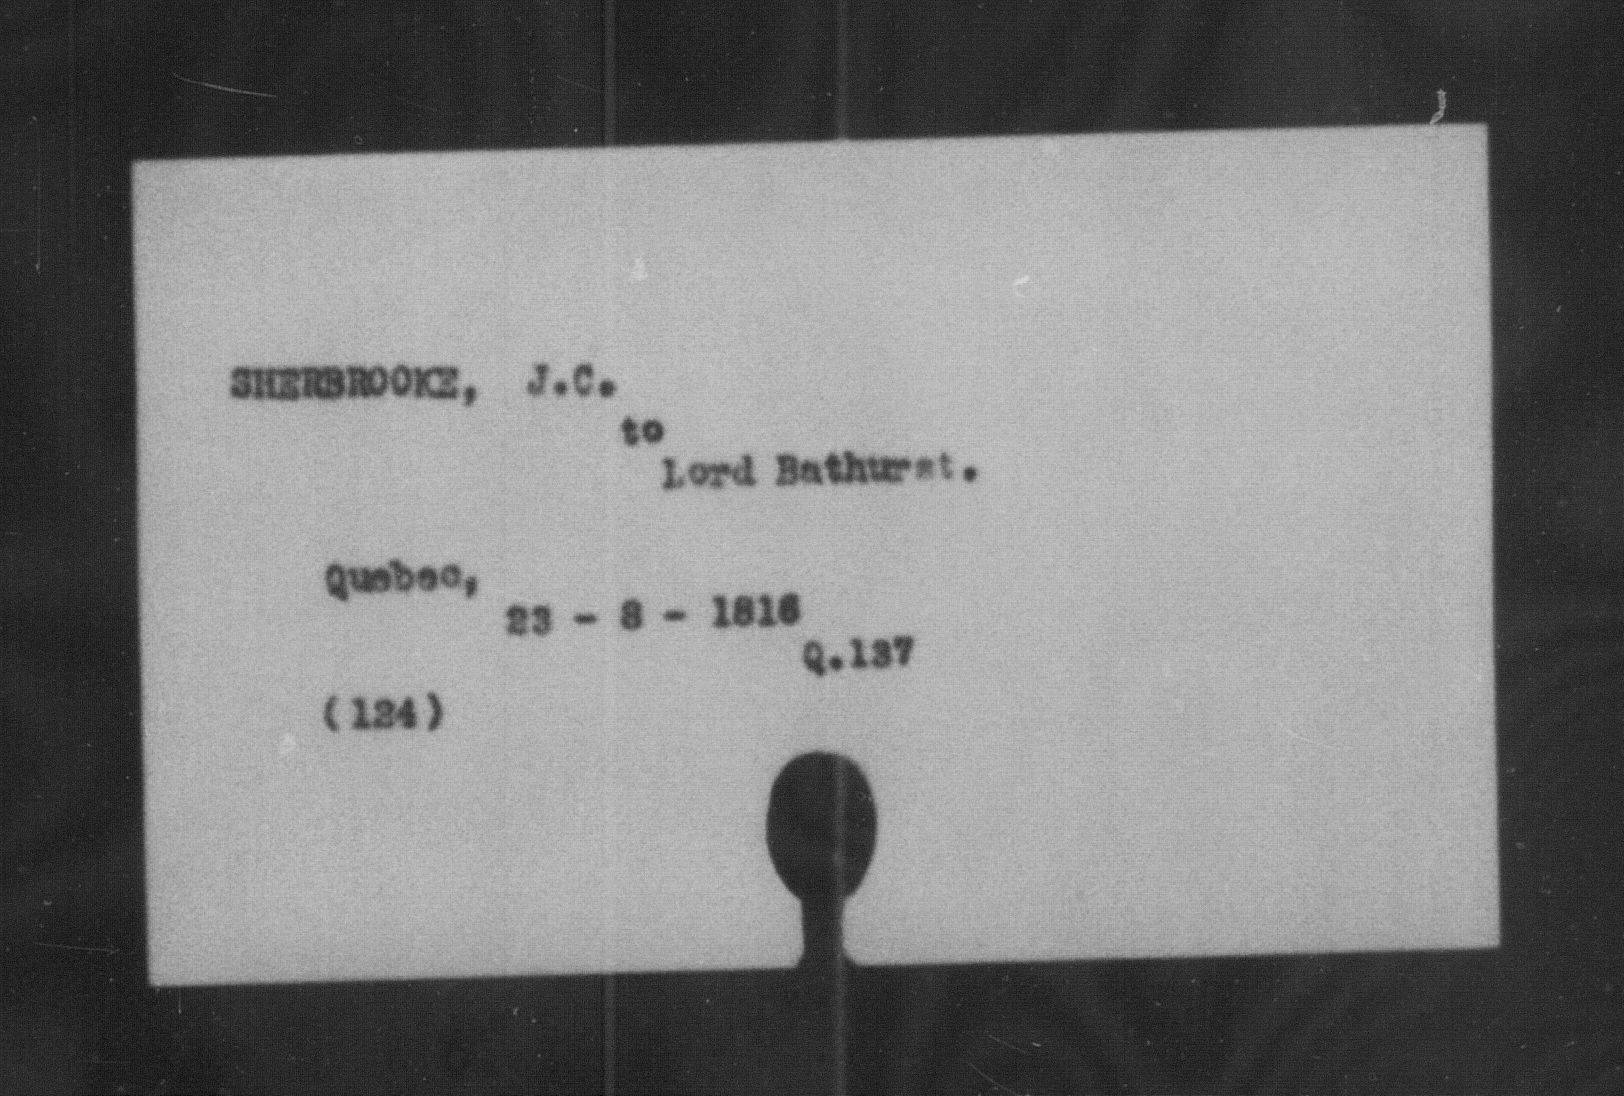 SHERBROOKE, J.C.
to
Lord Bathurst.
Quebec,
23 - 8 - 1816
Q.137
(124)